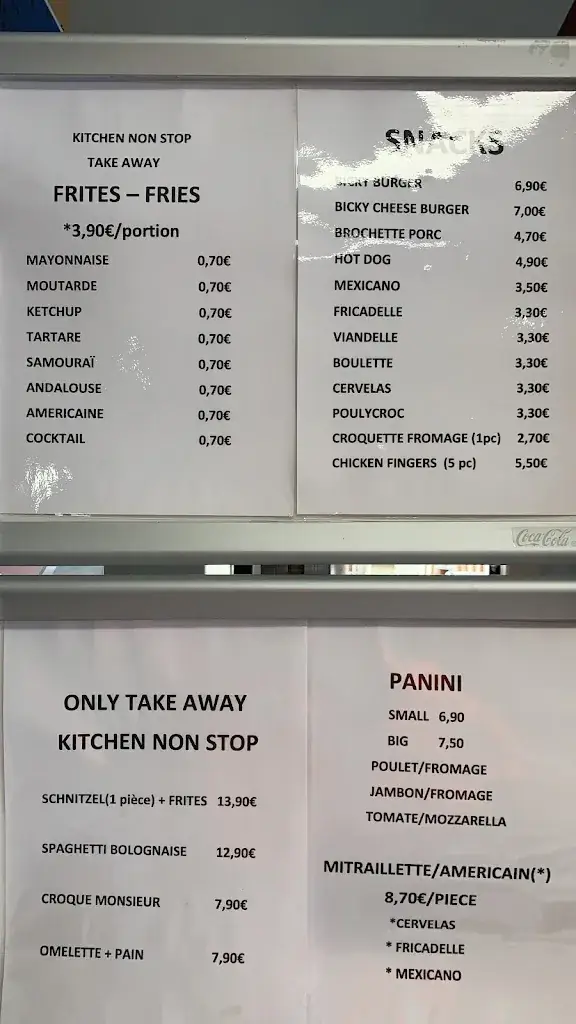 KITCHEN NON STOP
TAKE AWAY
FRITES – FRIES
*3,90€/portion
MAYONNAISE 0,70€
MOUTARDE 0,70€
KETCHUP 0,70€
TARTARE 0,70€
SAMOURAÏ 0,70€
ANDALOUSE 0,70€
AMERICAINE 0,70€
COCKTAIL 0,70€
SNACKS
BICKY BURGER 6,90€
BICKY CHEESE BURGER 7,00€
BROCHETTE PORC 4,70€
HOT DOG 4,90€
MEXICANO 3,50€
FRICADELLE 3,30€
VIANDELLE 3,30€
BOULETTE 3,30€
CERVELAS 3,30€
POULYCROC 3,30€
CROQUETTE FROMAGE (1pc) 2,70€
CHICKEN FINGERS (5 pc) 5,50€
Coca-Cola
ONLY TAKE AWAY
KITCHEN NON STOP
SCHNITZEL(1 pièce) + FRITES 13,90€
SPAGHETTI BOLOGNAISE 12,90€
CROQUE MONSIEUR 7,90€
OMELETTE + PAIN 7,90€
PANINI
SMALL 6,90
BIG 7,50
POULET/FROMAGE
JAMBON/FROMAGE
TOMATE/MOZZARELLA
MITRAILLETTE/AMERICAIN(*)
8,70€/PIECE
*CERVELAS
* FRICADELLE
* MEXICANO